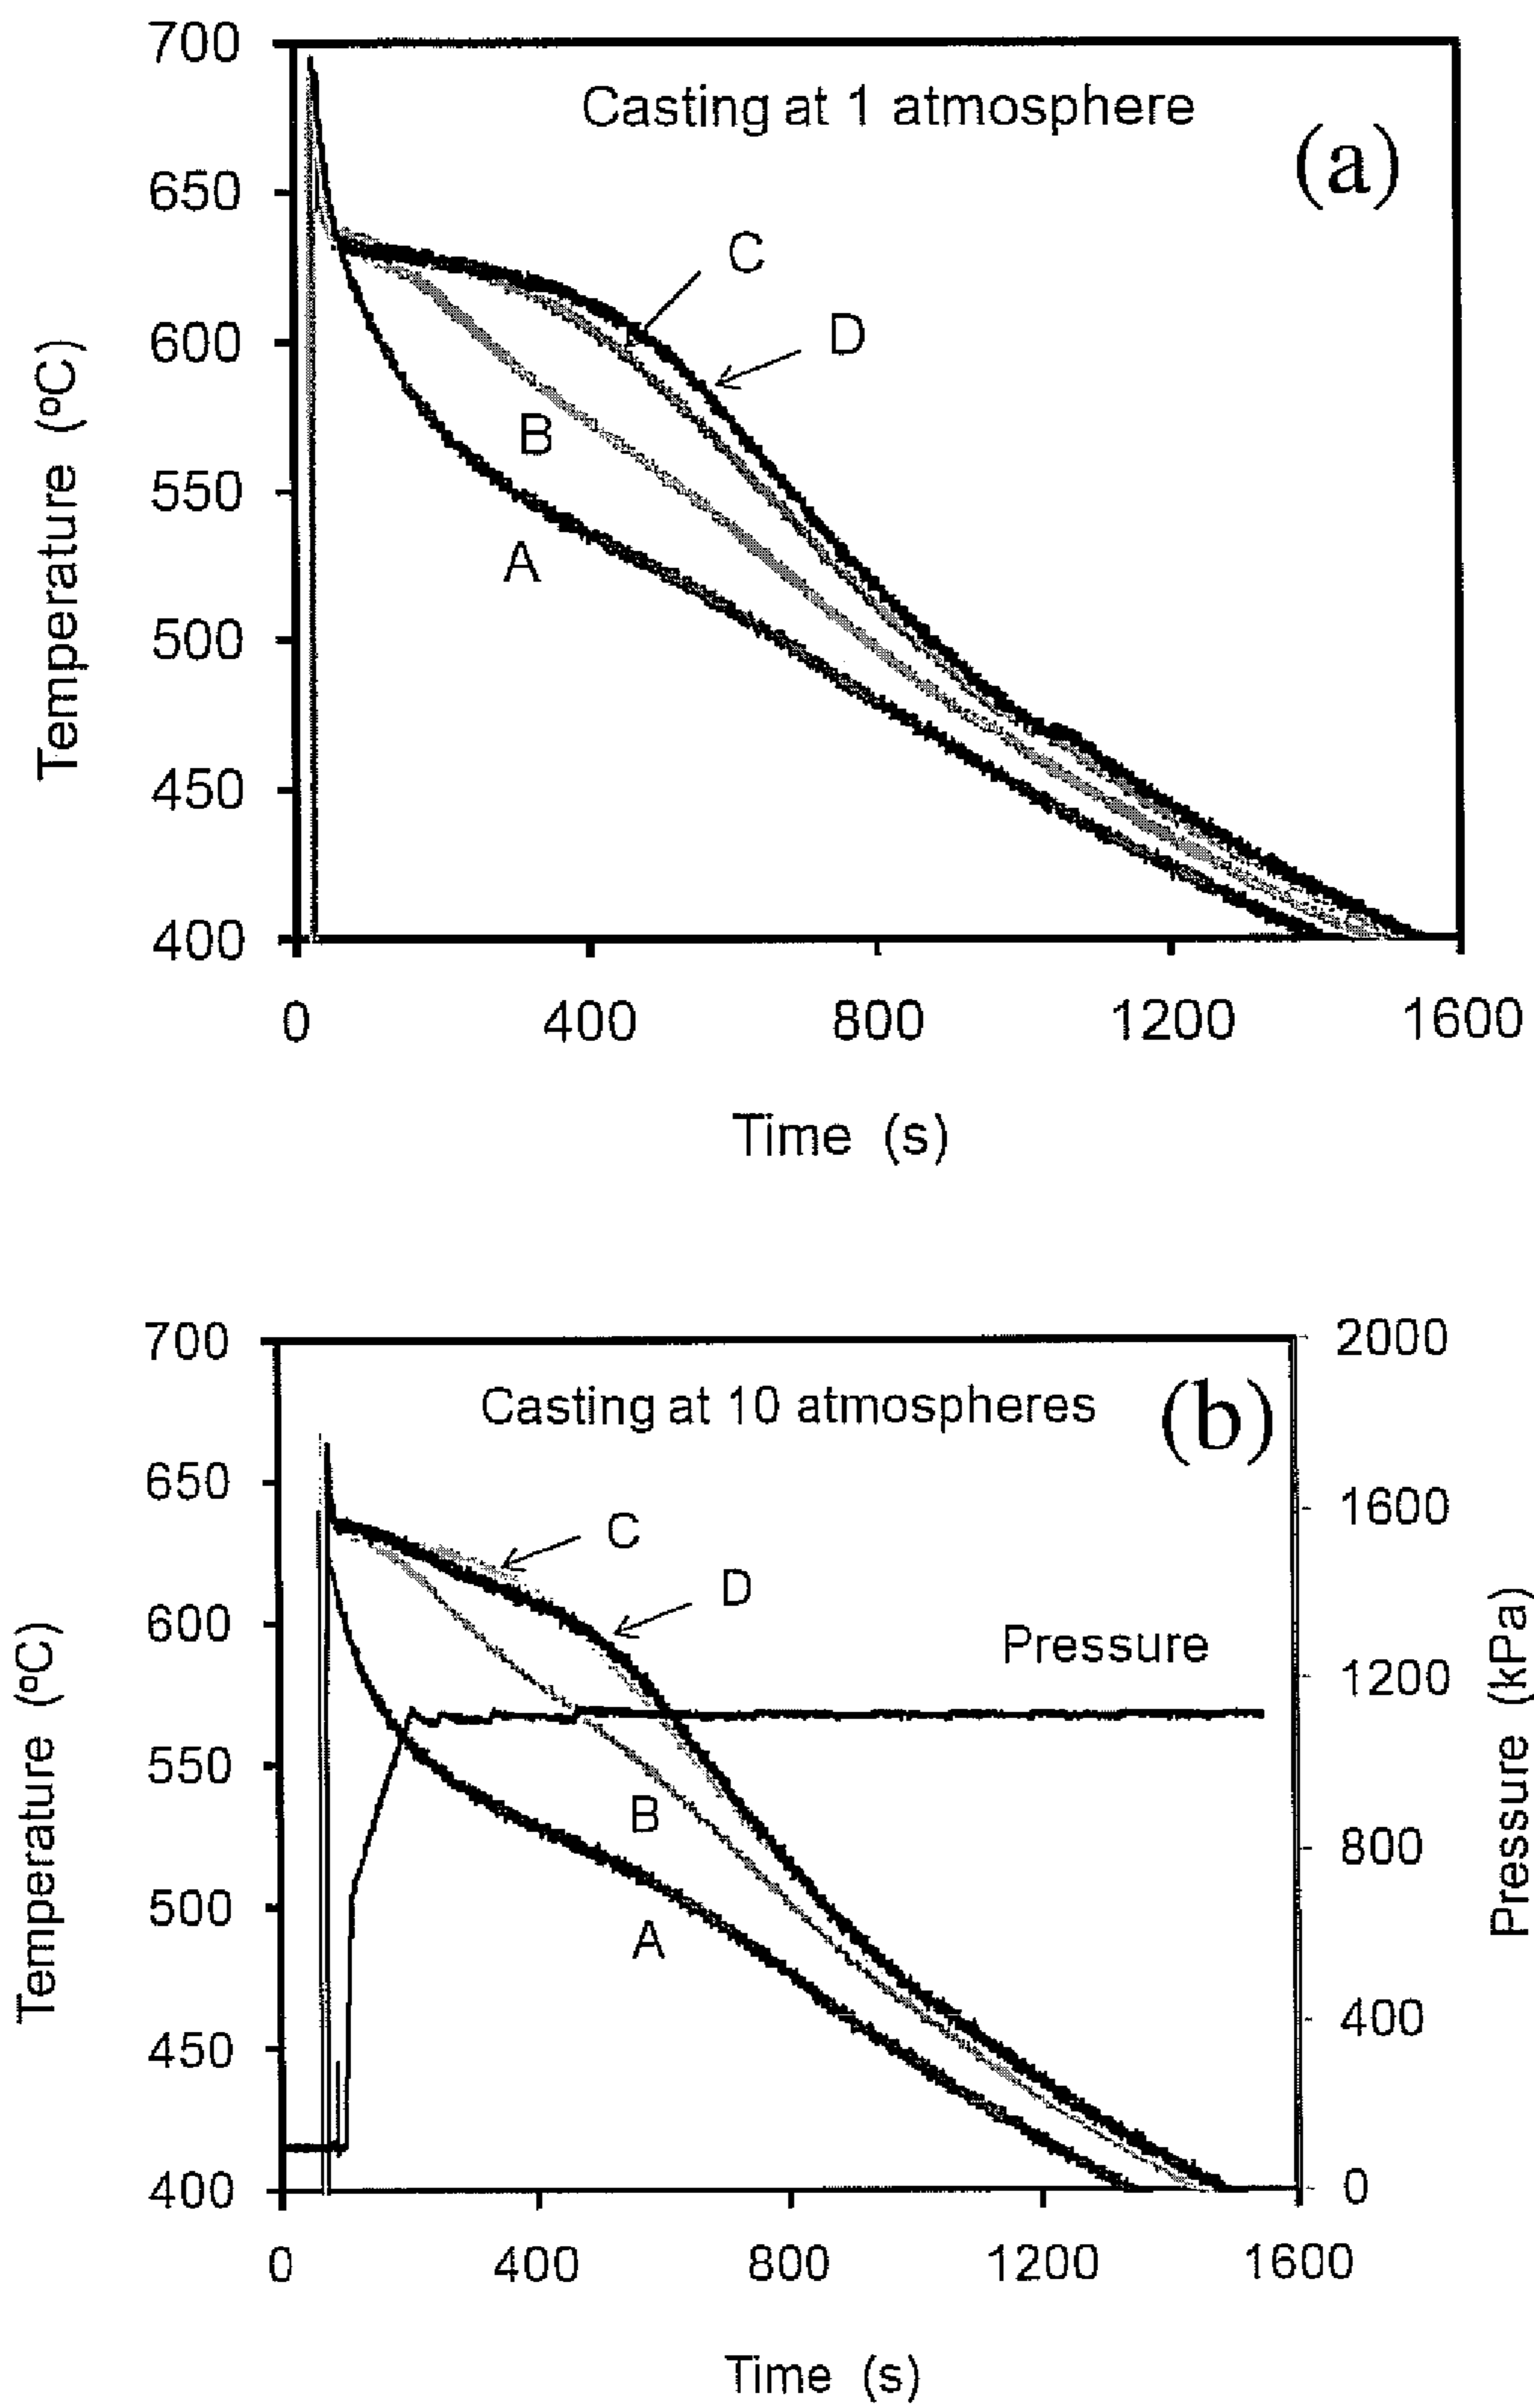 700
Casting at 1 atmosphere
(a)
650
C
600
D
B
550
A
500
450
400
0 400 800 1200 1600
Temperature (ºC)
Time (s)
700 2000
Casting at 10 atmospheres
(b)
650
1600
C
D
600
Pressure
1200
550
B
800
500
A
400
450
400 0
0 400 800 1200 1600
Temperature (ºC)
Pressure (kPa)
Time (s)